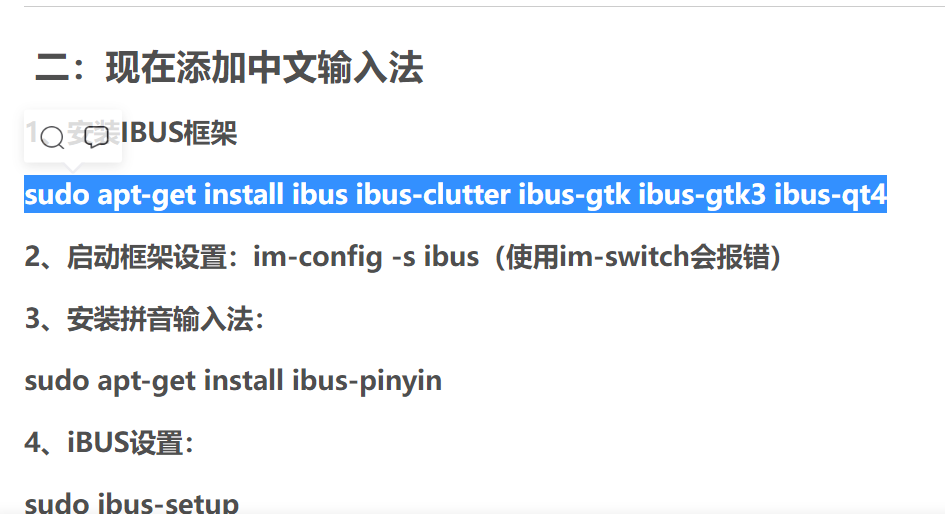 二：现在添加中文输入法
1、安装IBUS框架
sudo apt-get install ibus ibus-clutter ibus-gtk ibus-gtk3 ibus-qt4
2、启动框架设置：im-config -s ibus（使用im-switch会报错）
3、安装拼音输入法：
sudo apt-get install ibus-pinyin
4、iBUS设置：
sudo ibus-setup